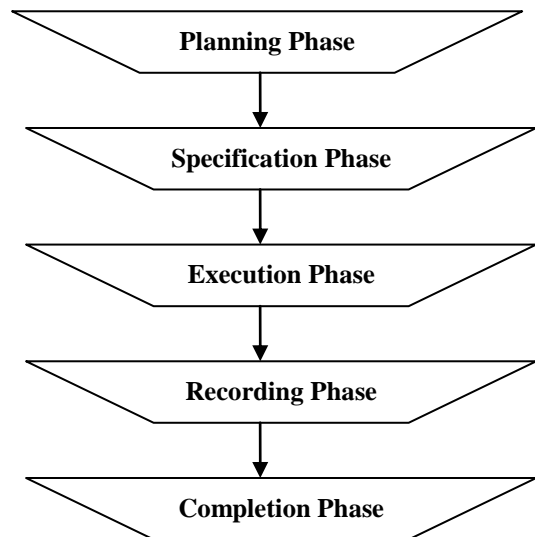 Planning Phase
Specification Phase
Execution Phase
Recording Phase
Completion Phase